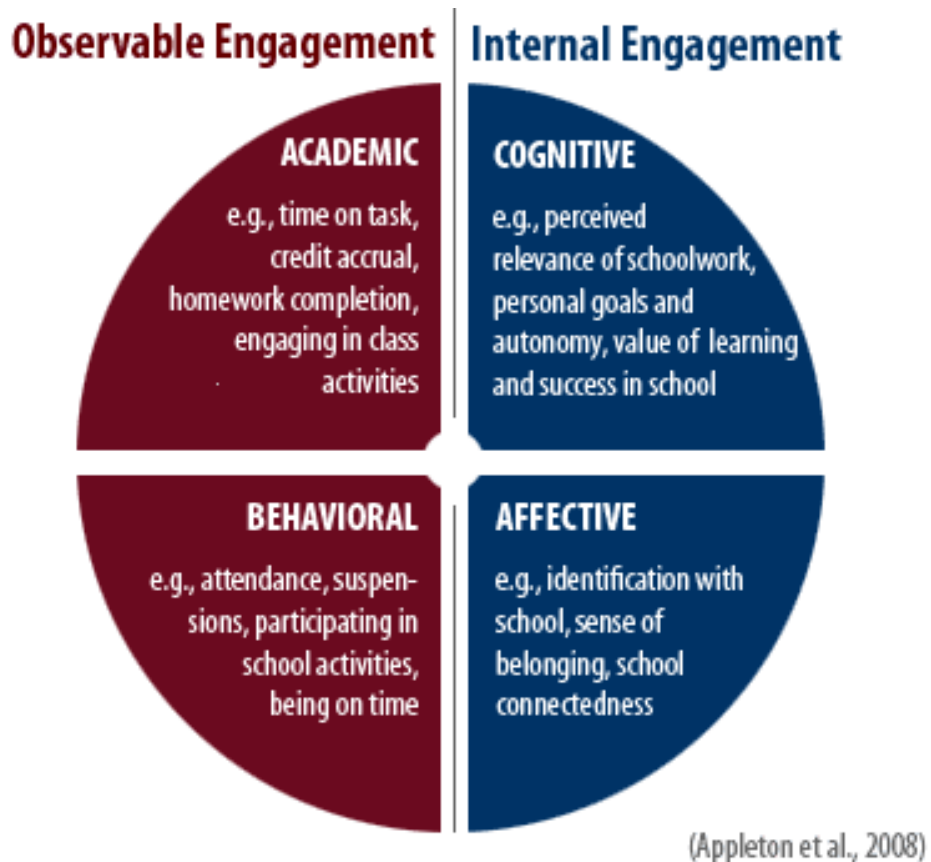 Observable Engagement
Internal Engagement
ACADEMIC
e.g., time on task,
credit accrual,
homework completion,
engaging in class
activities
COGNITIVE
e.g., perceived
relevance of schoolwork,
personal goals and
autonomy, value of learning
and success in school
BEHAVIORAL
e.g., attendance, suspen-
sions, participating in
school activities,
being on time
AFFECTIVE
e.g., identification with
school, sense of
belonging, school
connectedness
(Appleton et al., 2008)